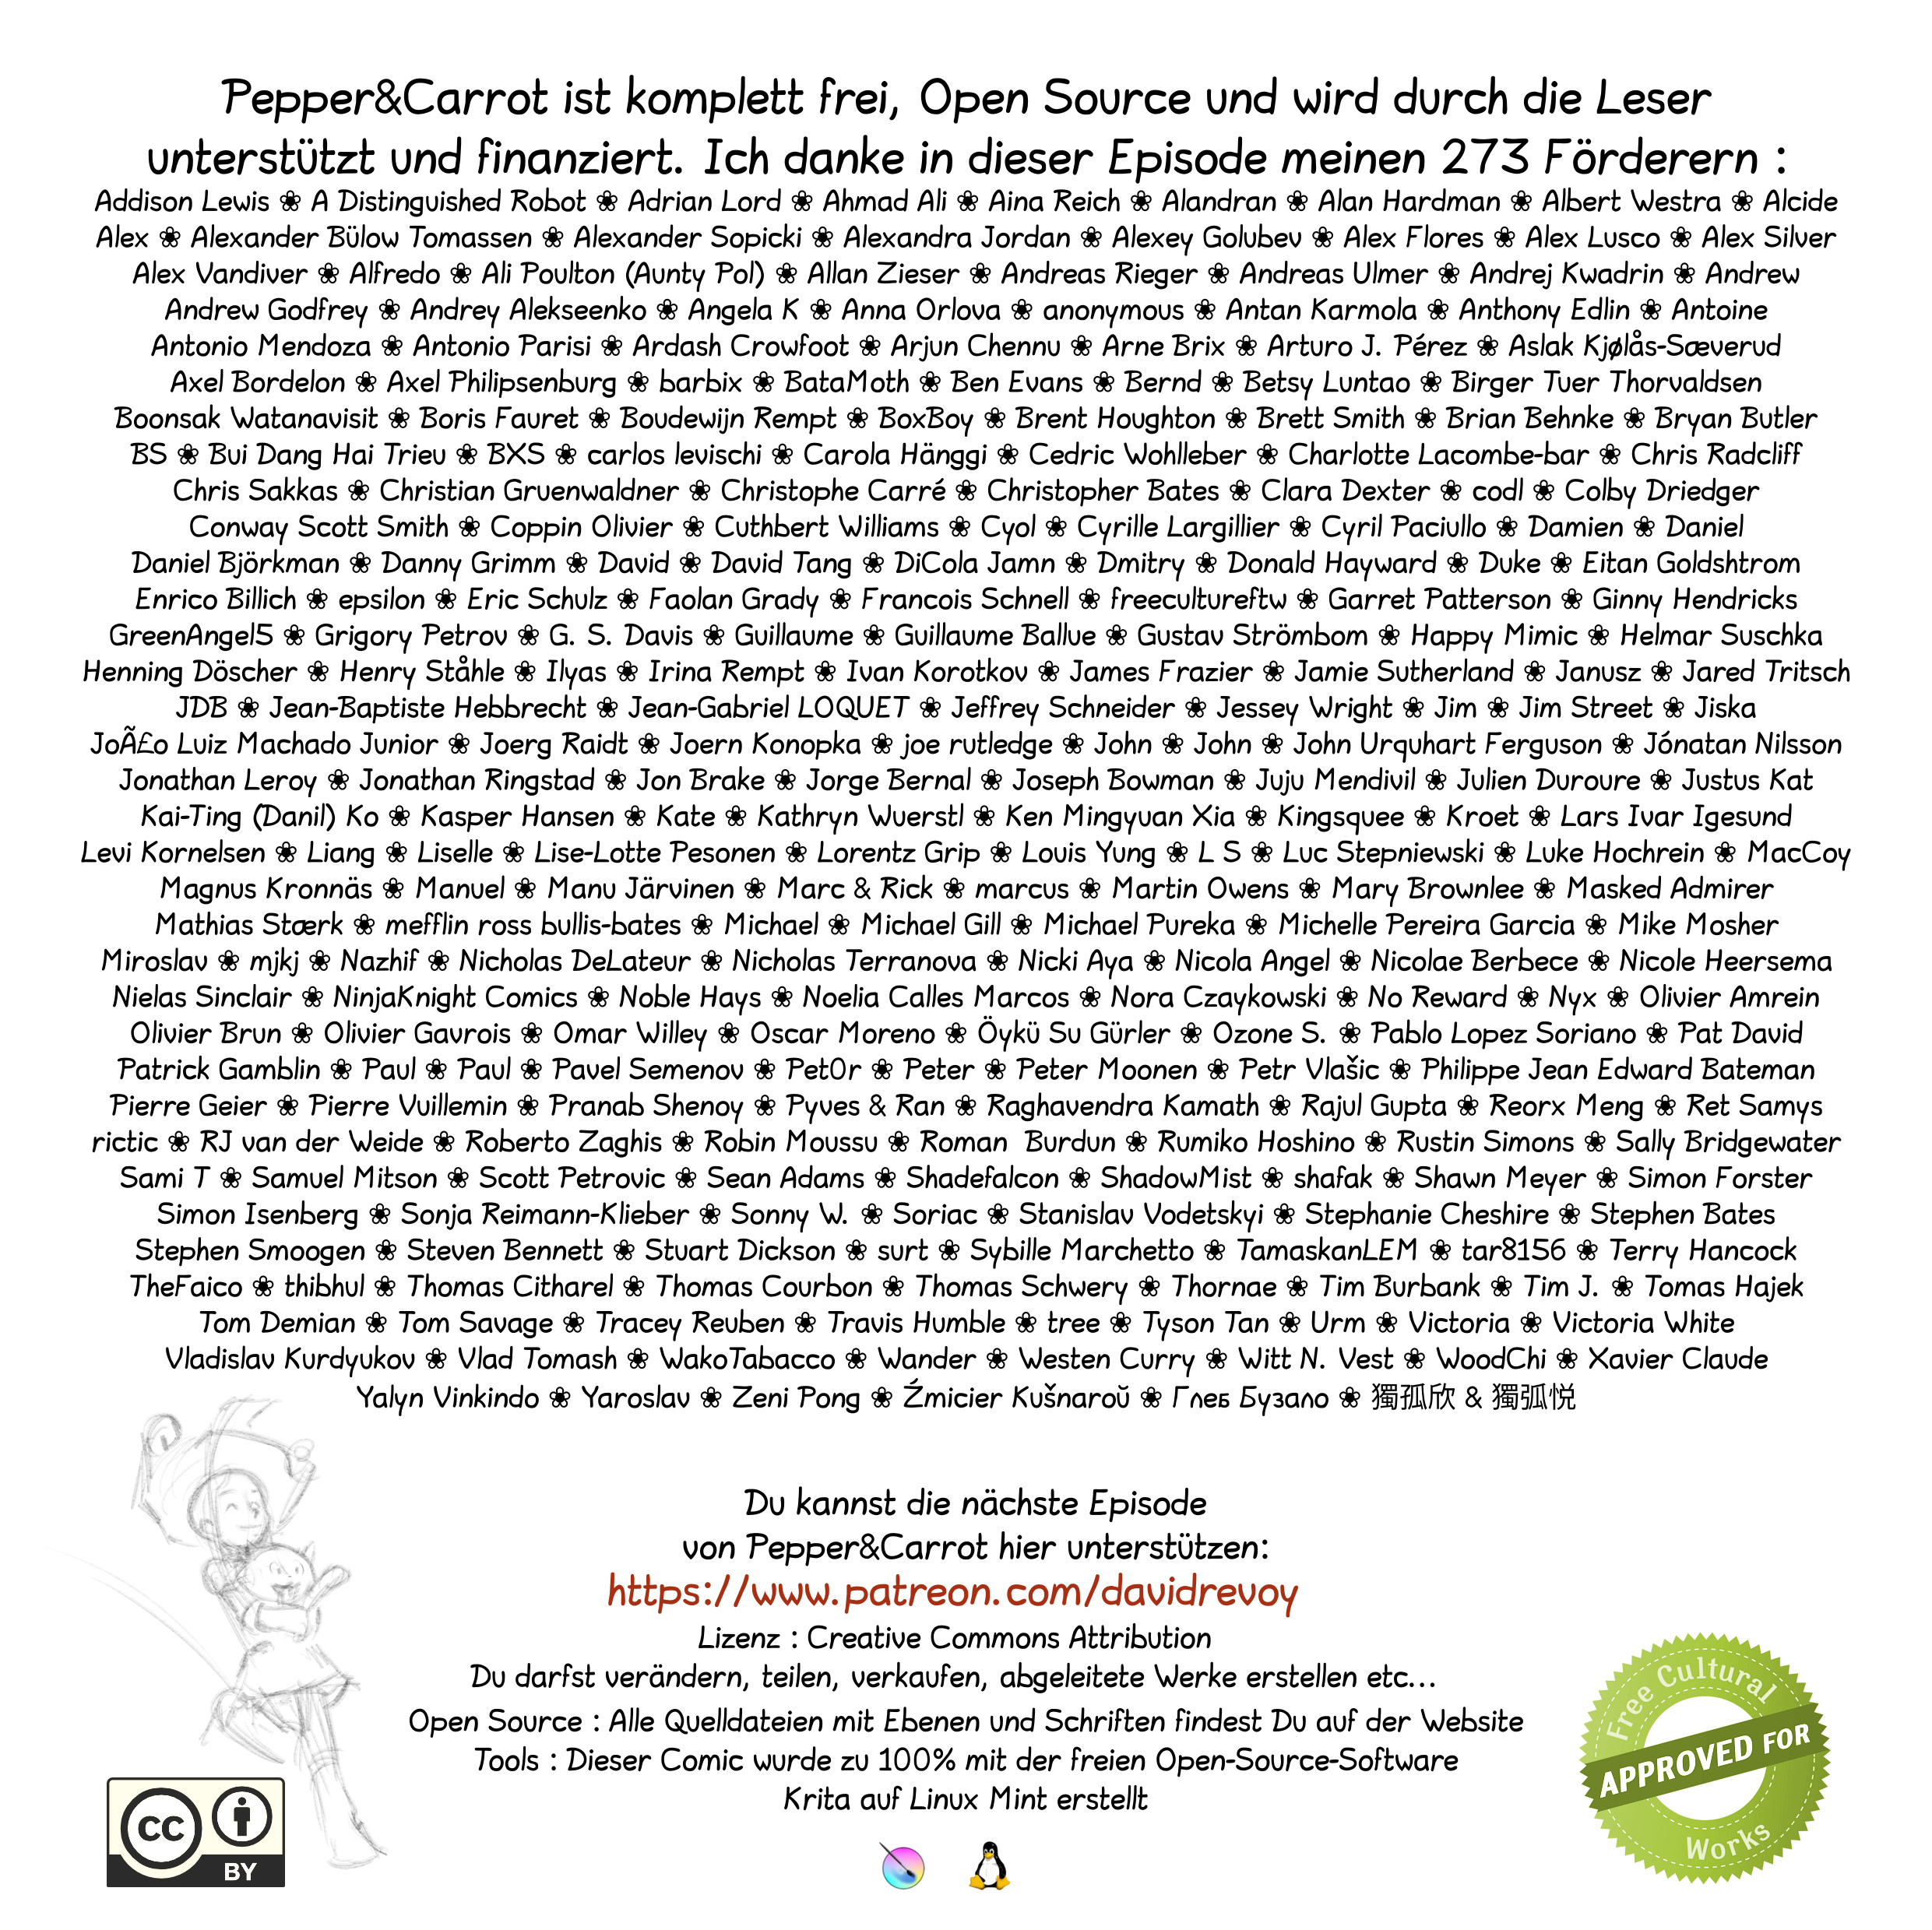 Pepper&Carrot ist komplett frei, Open Source und wird durch die Leser
unterstützt und finanziert. Ich danke in dieser Episode meinen 273 Förderern :
Addison Lewis ❀ A Distinguished Robot ❀ Adrian Lord ❀ Ahmad Ali ❀ Aina Reich ❀ Alandran ❀ Alan Hardman ❀ Albert Westra ❀ Alcide
Alex ❀ Alexander Bülow Tomassen ❀ Alexander Sopicki ❀ Alexandra Jordan ❀ Alexey Golubev ❀ Alex Flores ❀ Alex Lusco ❀ Alex Silver
Alex Vandiver ❀ Alfredo ❀ Ali Poulton (Aunty Pol) ❀ Allan Zieser ❀ Andreas Rieger ❀ Andreas Ulmer ❀ Andrej Kwadrin ❀ Andrew
Andrew Godfrey ❀ Andrey Alekseenko ❀ Angela K ❀ Anna Orlova ❀ anonymous ❀ Antan Karmola ❀ Anthony Edlin ❀ Antoine
Antonio Mendoza ❀ Antonio Parisi ❀ Ardash Crowfoot ❀ Arjun Chennu ❀ Arne Brix ❀ Arturo J. Pérez ❀ Aslak Kjølås-Sæverud
Axel Bordelon ❀ Axel Philipsenburg ❀ barbix ❀ BataMoth ❀ Ben Evans ❀ Bernd ❀ Betsy Luntao ❀ Birger Tuer Thorvaldsen
Boonsak Watanavisit ❀ Boris Fauret ❀ Boudewijn Rempt ❀ BoxBoy ❀ Brent Houghton ❀ Brett Smith ❀ Brian Behnke ❀ Bryan Butler
BS ❀ Bui Dang Hai Trieu ❀ BXS ❀ carlos levischi ❀ Carola Hänggi ❀ Cedric Wohlleber ❀ Charlotte Lacombe-bar ❀ Chris Radcliff
Chris Sakkas ❀ Christian Gruenwaldner ❀ Christophe Carré ❀ Christopher Bates ❀ Clara Dexter ❀ codl ❀ Colby Driedger
Conway Scott Smith ❀ Coppin Olivier ❀ Cuthbert Williams ❀ Cyol ❀ Cyrille Largillier ❀ Cyril Paciullo ❀ Damien ❀ Daniel
Daniel Björkman ❀ Danny Grimm ❀ David ❀ David Tang ❀ DiCola Jamn ❀ Dmitry ❀ Donald Hayward ❀ Duke ❀ Eitan Goldshtrom
Enrico Billich ❀ epsilon ❀ Eric Schulz ❀ Faolan Grady ❀ Francois Schnell ❀ freecultureftw ❀ Garret Patterson ❀ Ginny Hendricks
GreenAngel5 ❀ Grigory Petrov ❀ G. S. Davis ❀ Guillaume ❀ Guillaume Ballue ❀ Gustav Strömbom ❀ Happy Mimic ❀ Helmar Suschka
Henning Döscher ❀ Henry Ståhle ❀ Ilyas ❀ Irina Rempt ❀ Ivan Korotkov ❀ James Frazier ❀ Jamie Sutherland ❀ Janusz ❀ Jared Tritsch
JDB ❀ Jean-Baptiste Hebbrecht ❀ Jean-Gabriel LOQUET ❀ Jeffrey Schneider ❀ Jessey Wright ❀ Jim ❀ Jim Street ❀ Jiska
JoÃ£o Luiz Machado Junior ❀ Joerg Raidt ❀ Joern Konopka ❀ joe rutledge ❀ John ❀ John ❀ John Urquhart Ferguson ❀ Jónatan Nilsson
Jonathan Leroy ❀ Jonathan Ringstad ❀ Jon Brake ❀ Jorge Bernal ❀ Joseph Bowman ❀ Juju Mendivil ❀ Julien Duroure ❀ Justus Kat
Kai-Ting (Danil) Ko ❀ Kasper Hansen ❀ Kate ❀ Kathryn Wuerstl ❀ Ken Mingyuan Xia ❀ Kingsquee ❀ Kroet ❀ Lars Ivar Igesund
Levi Kornelsen ❀ Liang ❀ Liselle ❀ Lise-Lotte Pesonen ❀ Lorentz Grip ❀ Louis Yung ❀ L S ❀ Luc Stepniewski ❀ Luke Hochrein ❀ MacCoy
Magnus Kronnäs ❀ Manuel ❀ Manu Järvinen ❀ Marc & Rick ❀ marcus ❀ Martin Owens ❀ Mary Brownlee ❀ Masked Admirer
Mathias Stærk ❀ mefflin ross bullis-bates ❀ Michael ❀ Michael Gill ❀ Michael Pureka ❀ Michelle Pereira Garcia ❀ Mike Mosher
Miroslav ❀ mjkj ❀ Nazhif ❀ Nicholas DeLateur ❀ Nicholas Terranova ❀ Nicki Aya ❀ Nicola Angel ❀ Nicolae Berbece ❀ Nicole Heersema
Nielas Sinclair ❀ NinjaKnight Comics ❀ Noble Hays ❀ Noelia Calles Marcos ❀ Nora Czaykowski ❀ No Reward ❀ Nyx ❀ Olivier Amrein
Olivier Brun ❀ Olivier Gavrois ❀ Omar Willey ❀ Oscar Moreno ❀ Öykü Su Gürler ❀ Ozone S. ❀ Pablo Lopez Soriano ❀ Pat David
Patrick Gamblin ❀ Paul ❀ Paul ❀ Pavel Semenov ❀ Pet0r ❀ Peter ❀ Peter Moonen ❀ Petr Vlašic ❀ Philippe Jean Edward Bateman
Pierre Geier ❀ Pierre Vuillemin ❀ Pranab Shenoy ❀ Pyves & Ran ❀ Raghavendra Kamath ❀ Rajul Gupta ❀ Reorx Meng ❀ Ret Samys
rictic ❀ RJ van der Weide ❀ Roberto Zaghis ❀ Robin Moussu ❀ Roman  Burdun ❀ Rumiko Hoshino ❀ Rustin Simons ❀ Sally Bridgewater
Sami T ❀ Samuel Mitson ❀ Scott Petrovic ❀ Sean Adams ❀ Shadefalcon ❀ ShadowMist ❀ shafak ❀ Shawn Meyer ❀ Simon Forster
Simon Isenberg ❀ Sonja Reimann-Klieber ❀ Sonny W. ❀ Soriac ❀ Stanislav Vodetskyi ❀ Stephanie Cheshire ❀ Stephen Bates
Stephen Smoogen ❀ Steven Bennett ❀ Stuart Dickson ❀ surt ❀ Sybille Marchetto ❀ TamaskanLEM ❀ tar8156 ❀ Terry Hancock
TheFaico ❀ thibhul ❀ Thomas Citharel ❀ Thomas Courbon ❀ Thomas Schwery ❀ Thornae ❀ Tim Burbank ❀ Tim J. ❀ Tomas Hajek
Tom Demian ❀ Tom Savage ❀ Tracey Reuben ❀ Travis Humble ❀ tree ❀ Tyson Tan ❀ Urm ❀ Victoria ❀ Victoria White
Vladislav Kurdyukov ❀ Vlad Tomash ❀ WakoTabacco ❀ Wander ❀ Westen Curry ❀ Witt N. Vest ❀ WoodChi ❀ Xavier Claude
Yalyn Vinkindo ❀ Yaroslav ❀ Zeni Pong ❀ Źmicier Kušnaroŭ ❀ Глеб Бузало ❀ 獨孤欣 & 獨弧悦
Du kannst die nächste Episode
von Pepper&Carrot hier unterstützen:
https://www.patreon.com/davidrevoy
Lizenz : Creative Commons Attribution
Du darfst verändern, teilen, verkaufen, abgeleitete Werke erstellen etc...
Open Source : Alle Quelldateien mit Ebenen und Schriften findest Du auf der Website
Tools : Dieser Comic wurde zu 100% mit der freien Open-Source-Software
Krita auf Linux Mint erstellt
Free Cultural
APPROVED FOR
Works
CC
BY